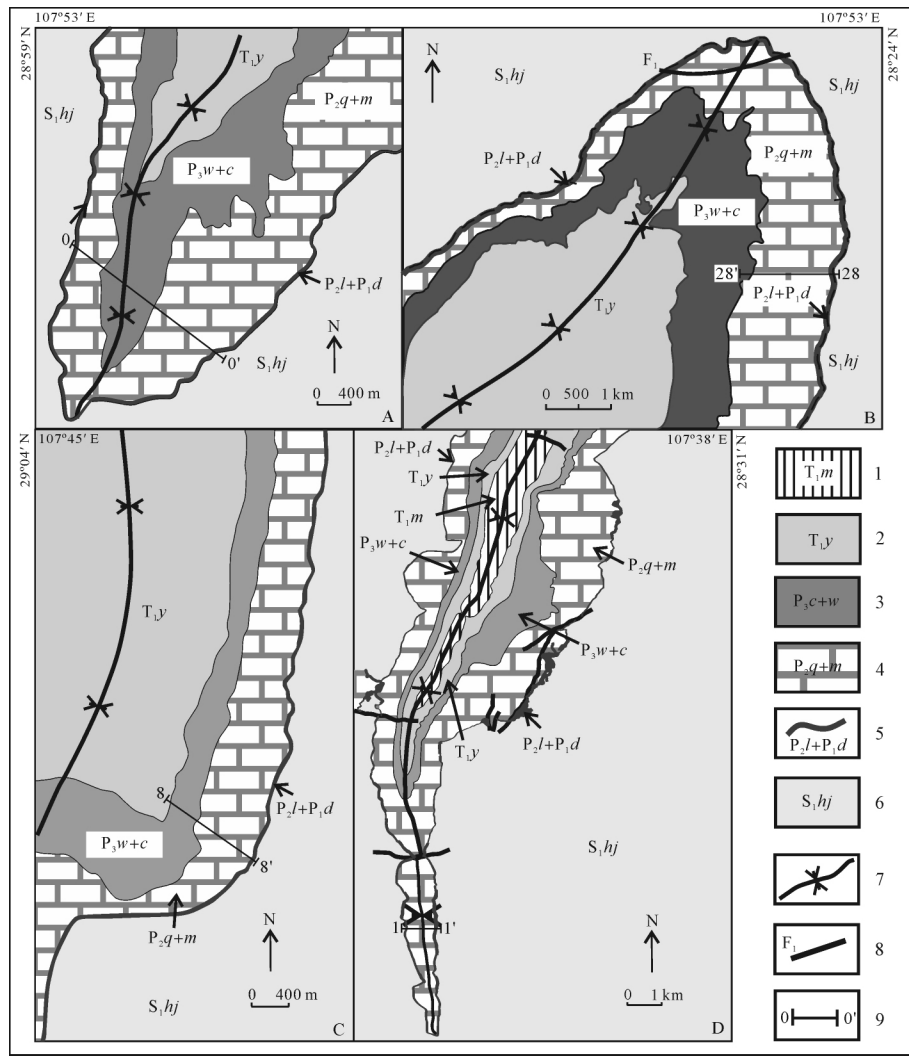 107°53′ E
28°59′ N
T₁y
P₂q+m
S₁hj
P₃w+c
0
P₂l+P₁d
N
0'
S₁hj
0 400 m
A
107°53′ E
28°24′ N
N
S₁hj
F₁
S₁hj
P₂q+m
P₂l+P₁d
P₃w+c
28' 28
P₂l+P₁d
T₁y
S₁hj
0 500 1 km
B
107°45′ E
29°04′ N
T₁y
8
P₂l+P₁d
P₃w+c
8'
P₂q+m
N
0 400 m
S₁hj
C
107°38′ E
28°31′ N
P₂l+P₁d
T₁y
T₁m
P₃w+c
P₂q+m
P₃w+c
T₁y
P₂l+P₁d
S₁hj
N
1 1'
0 1 km
D
T₁m 1
T₁y 2
P₃c+w 3
P₂q+m 4
P₂l+P₁d 5
S₁hj 6
7
F₁ 8
0 0' 9